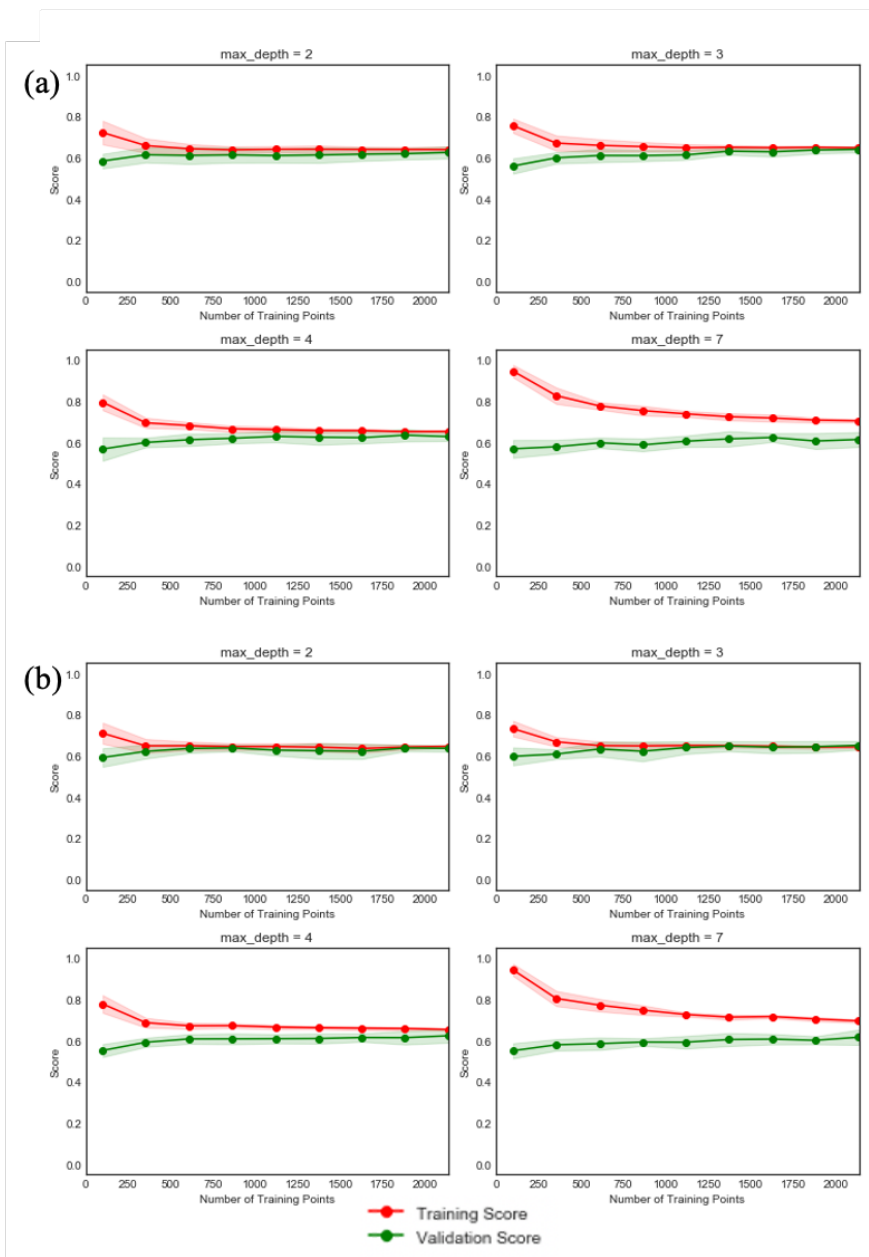 (a)
max_depth = 2
1.0
0.8
0.6
0.4
0.2
0.0
Score
0 250 500 750 1000 1250 1500 1750 2000
Number of Training Points
max_depth = 3
1.0
0.8
0.6
0.4
0.2
0.0
Score
0 250 500 750 1000 1250 1500 1750 2000
Number of Training Points
max_depth = 4
1.0
0.8
0.6
0.4
0.2
0.0
Score
0 250 500 750 1000 1250 1500 1750 2000
Number of Training Points
max_depth = 7
1.0
0.8
0.6
0.4
0.2
0.0
Score
0 250 500 750 1000 1250 1500 1750 2000
Number of Training Points
(b)
max_depth = 2
1.0
0.8
0.6
0.4
0.2
0.0
Score
0 250 500 750 1000 1250 1500 1750 2000
Number of Training Points
max_depth = 3
1.0
0.8
0.6
0.4
0.2
0.0
Score
0 250 500 750 1000 1250 1500 1750 2000
Number of Training Points
max_depth = 4
1.0
0.8
0.6
0.4
0.2
0.0
Score
0 250 500 750 1000 1250 1500 1750 2000
Number of Training Points
max_depth = 7
1.0
0.8
0.6
0.4
0.2
0.0
Score
0 250 500 750 1000 1250 1500 1750 2000
Number of Training Points
Training Score
Validation Score